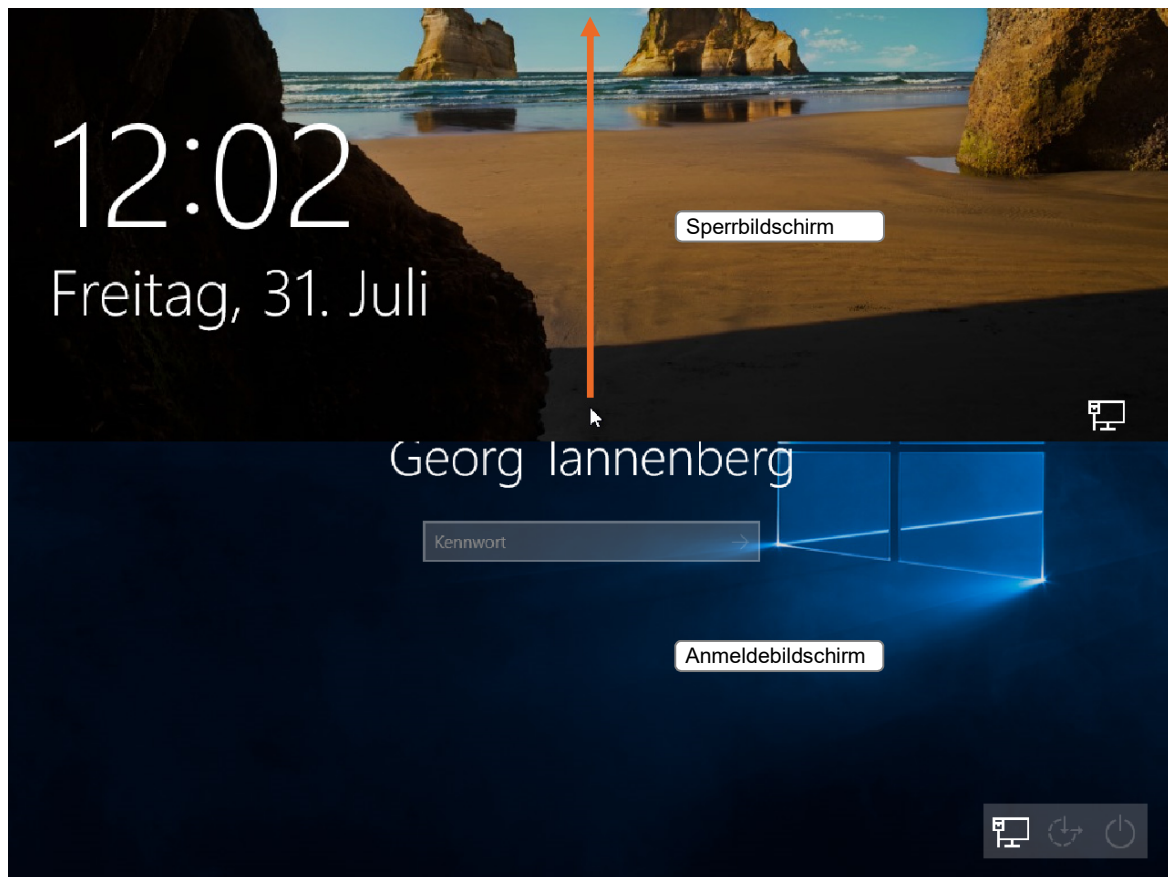 12:02
Freitag, 31. Juli
Sperrbildschirm
Georg Tannenberg
Kennwort
Anmeldebildschirm